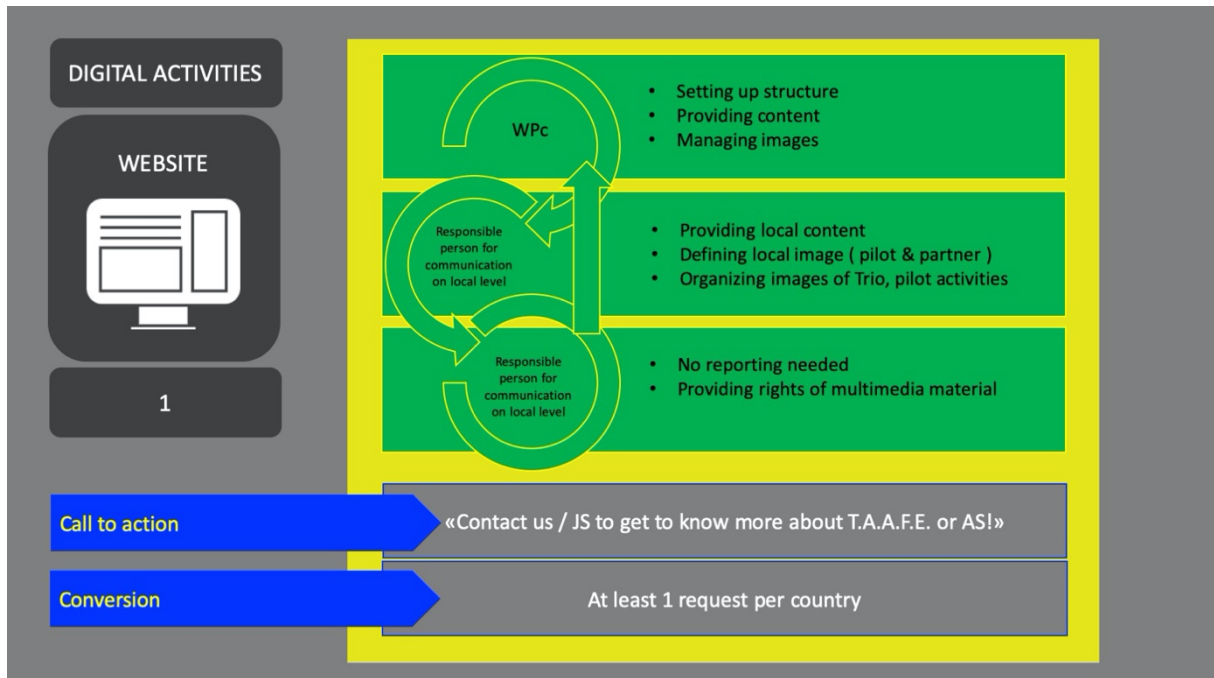 DIGITAL ACTIVITIES
WEBSITE
1
WPc
• Setting up structure
• Providing content
• Managing images
Responsible
person for
communication
on local level
• Providing local content
• Defining local image ( pilot & partner )
• Organizing images of Trio, pilot activities
Responsible
person for
communication
on local level
• No reporting needed
• Providing rights of multimedia material
Call to action
«Contact us / JS to get to know more about T.A.A.F.E. or AS!»
Conversion
At least 1 request per country